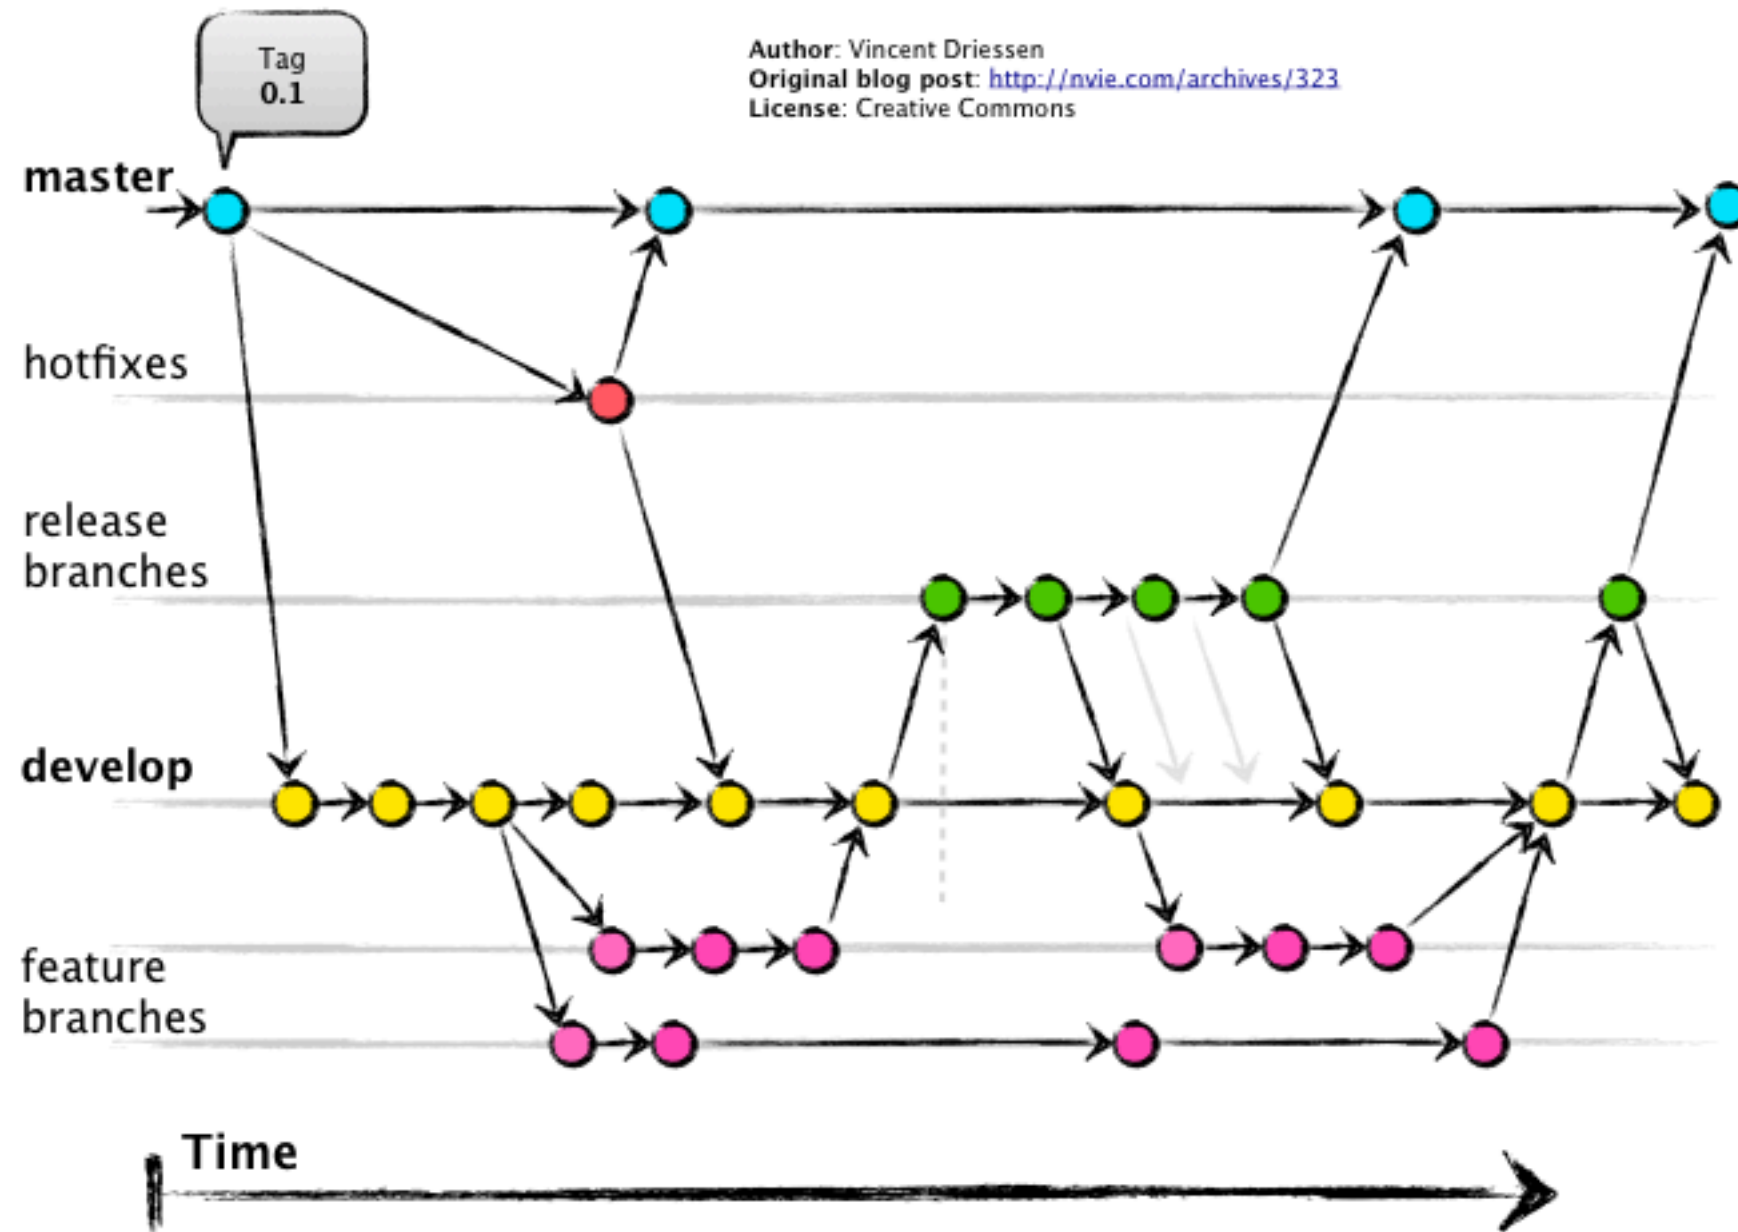 Tag
0.1
Author: Vincent Driessen
Original blog post: http://nvie.com/archives/323
License: Creative Commons
master
hotfixes
release
branches
develop
feature
branches
Time